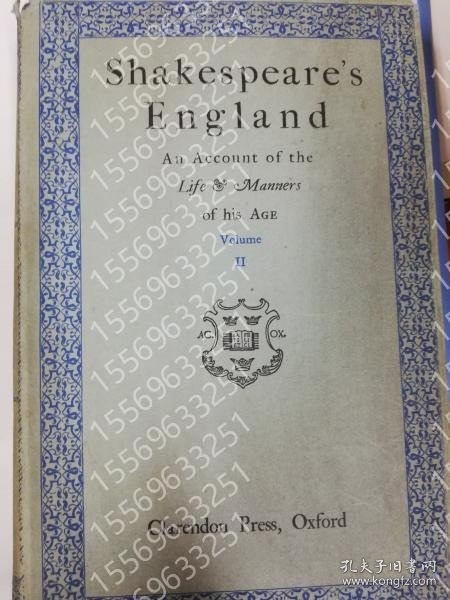 Shakespeare's
England
An Account of the
Life & Manners
of his AGE
Volume
II
AC. OX.
Clarendon Press, Oxford
15569633251
孔夫子旧书网
www.kongfz.com